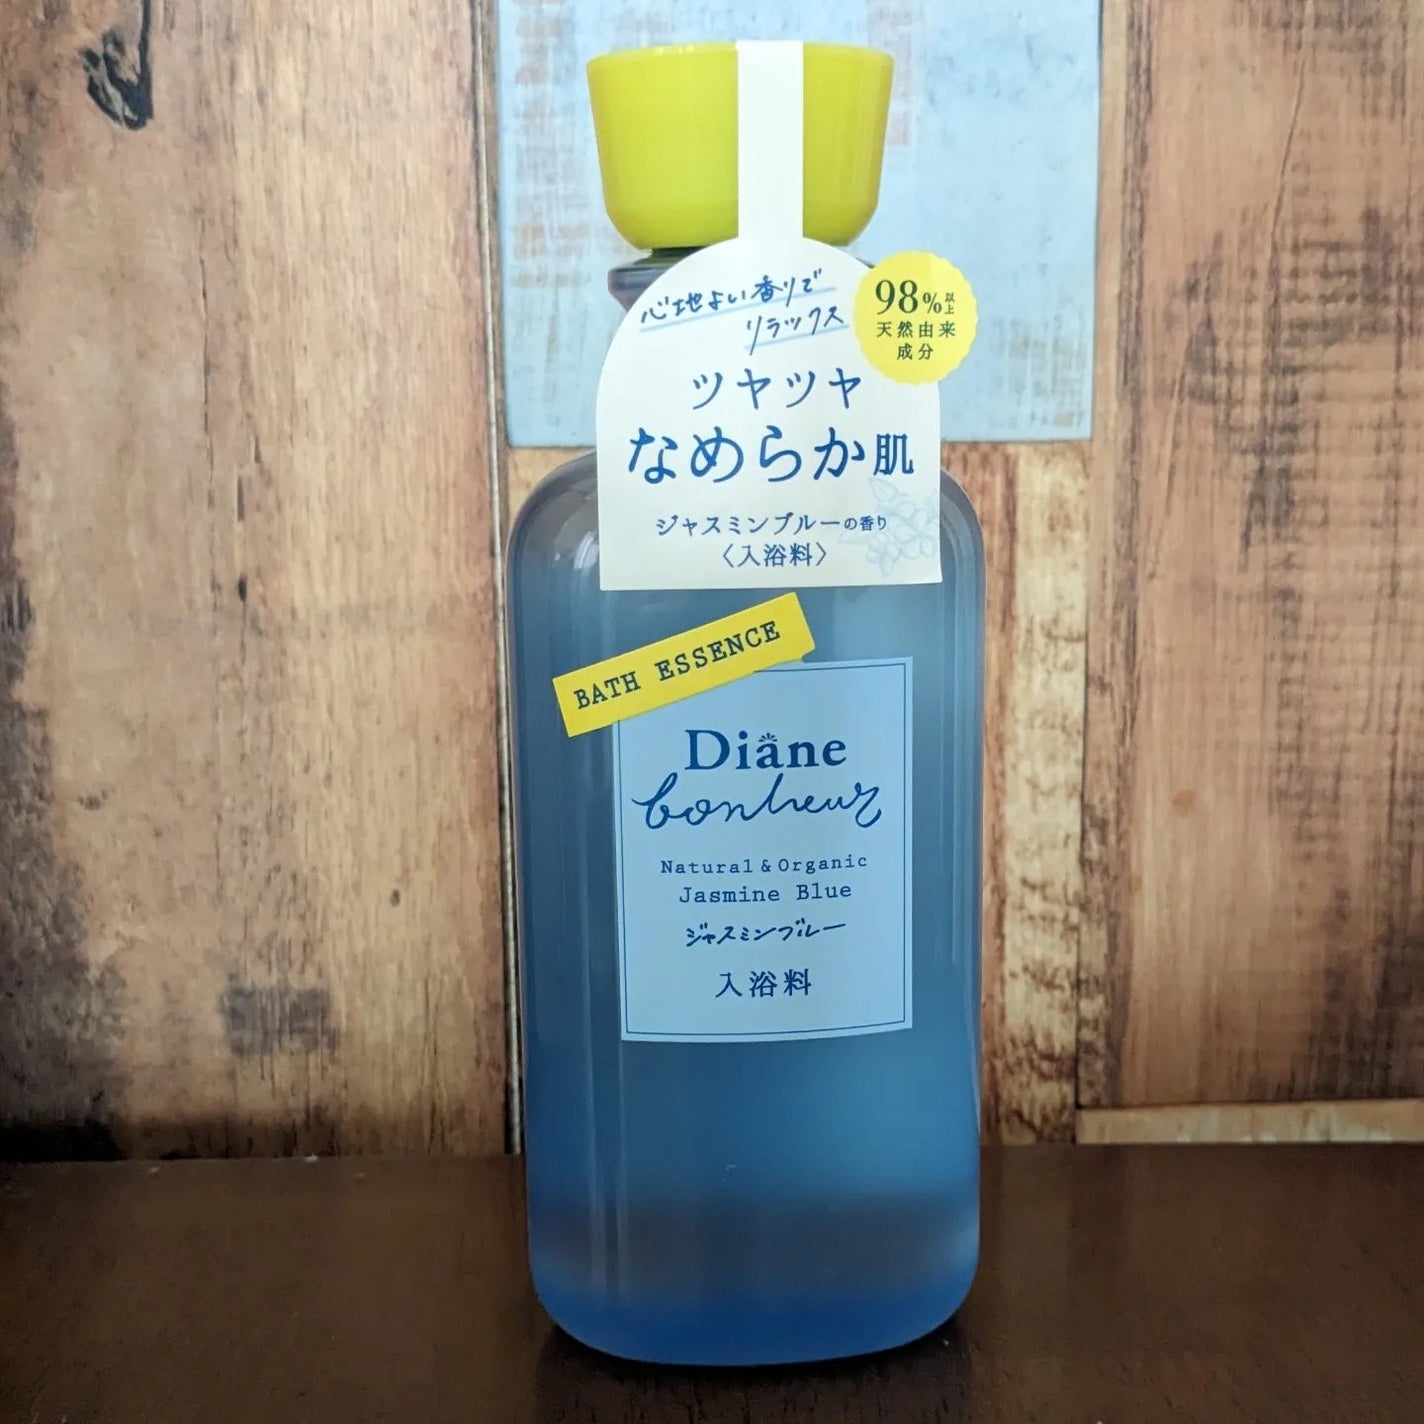 心地よい香りで
リラックス
98%以上
天然由来
成分
ツヤツヤ
なめらか肌
ジャスミンブルーの香り
〈入浴料〉
BATH ESSENCE
Diane
bonheur
Natural & Organic
Jasmine Blue
ジャスミンブルー
入浴料